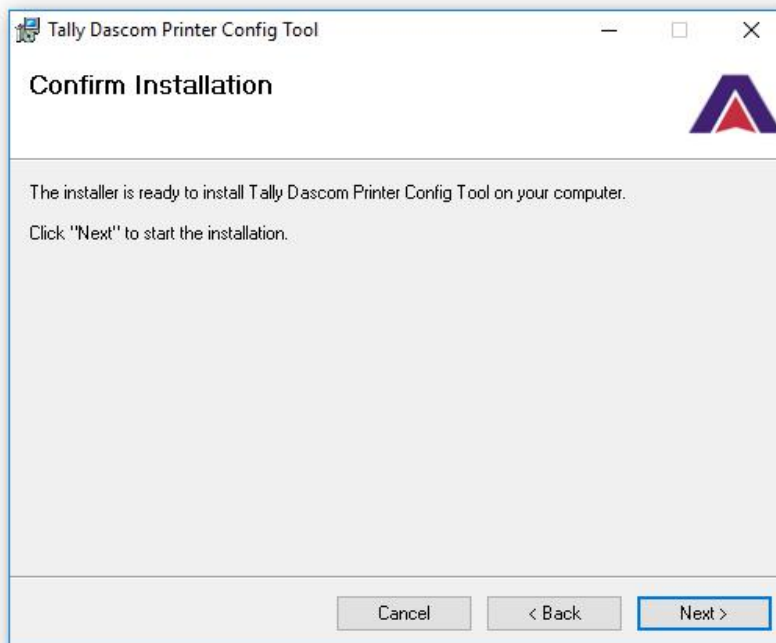 Tally Dascom Printer Config Tool
Confirm Installation
The installer is ready to install Tally Dascom Printer Config Tool on your computer.
Click "Next" to start the installation.
Cancel
< Back
Next >